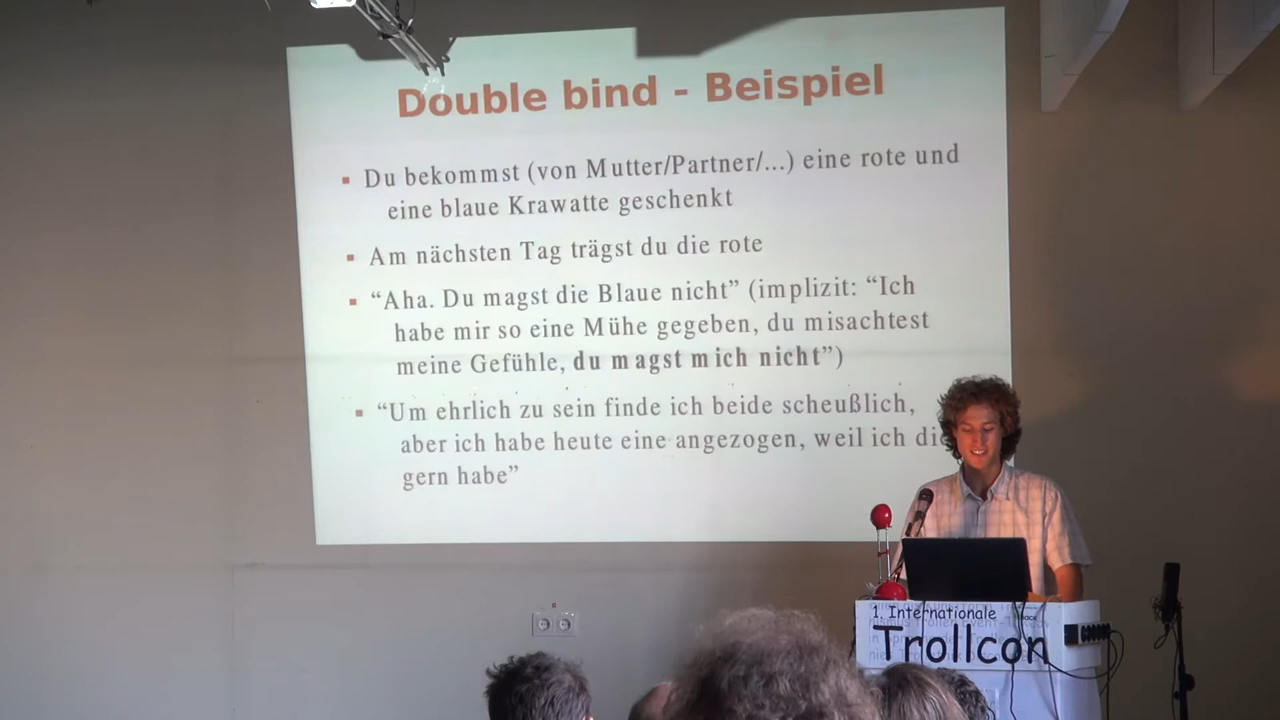 Double bind - Beispiel
Du bekommst (von Mutter/Partner/...) eine rote und
eine blaue Krawatte geschenkt
Am nächsten Tag trägst du die rote
“Aha. Du magst die Blaue nicht” (implizit: “Ich
habe mir so eine Mühe gegeben, du misachtest
meine Gefühle, du magst mich nicht”)
“Um ehrlich zu sein finde ich beide scheußlich,
aber ich habe heute eine angezogen, weil ich di
gern habe”
1. Internationale
Trollcon